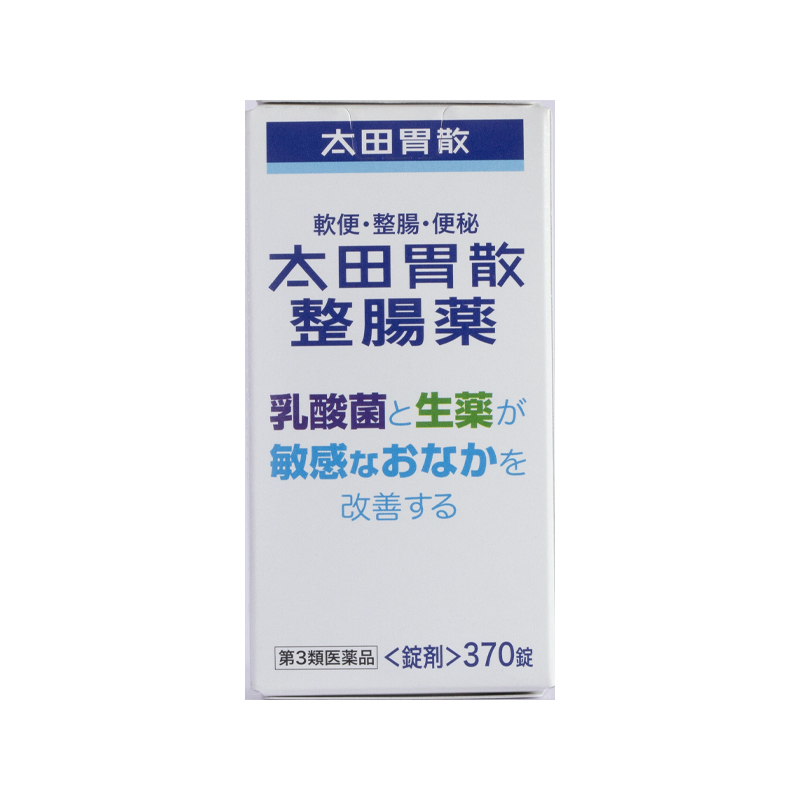 太田胃散
軟便・整腸・便秘
太田胃散
整腸薬
乳酸菌と生薬が
敏感なおなかを
改善する
第3類医薬品 <錠剤>370錠